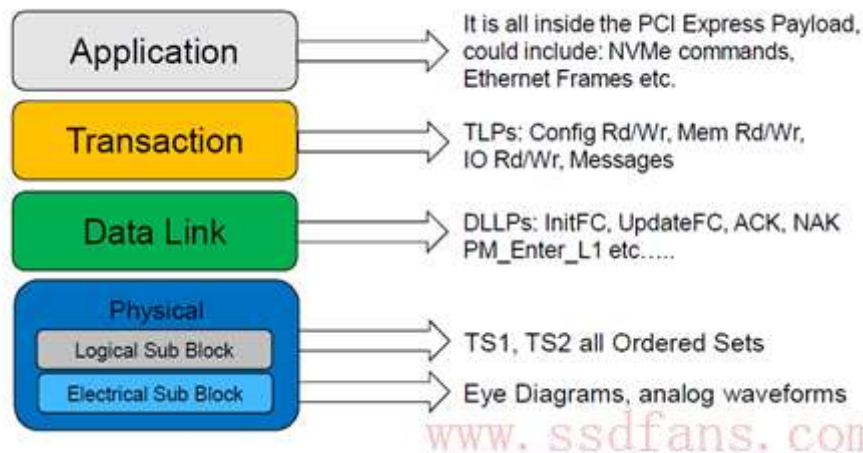 Application
It is all inside the PCI Express Payload,
could include: NVMe commands,
Ethernet Frames etc.
Transaction
TLPs: Config Rd/Wr, Mem Rd/Wr,
IO Rd/Wr, Messages
Data Link
DLLPs: InitFC, UpdateFC, ACK, NAK
PM_Enter_L1 etc.....
Physical
Logical Sub Block
TS1, TS2 all Ordered Sets
Electrical Sub Block
Eye Diagrams, analog waveforms
www.ssdfans.com